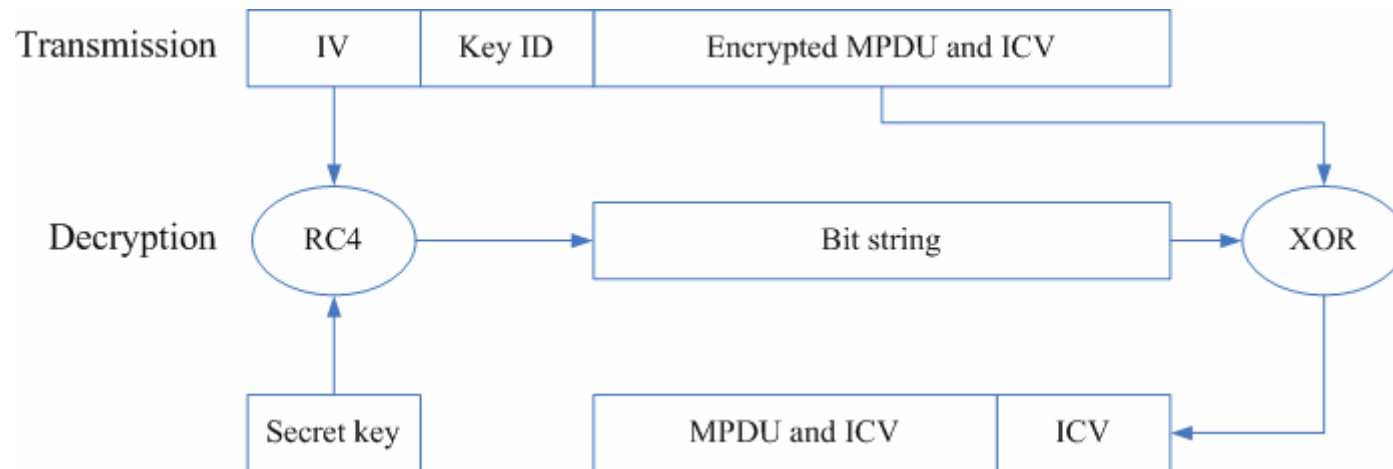 Transmission
IV
Key ID
Encrypted MPDU and ICV
Decryption
RC4
Bit string
XOR
Secret key
MPDU and ICV
ICV